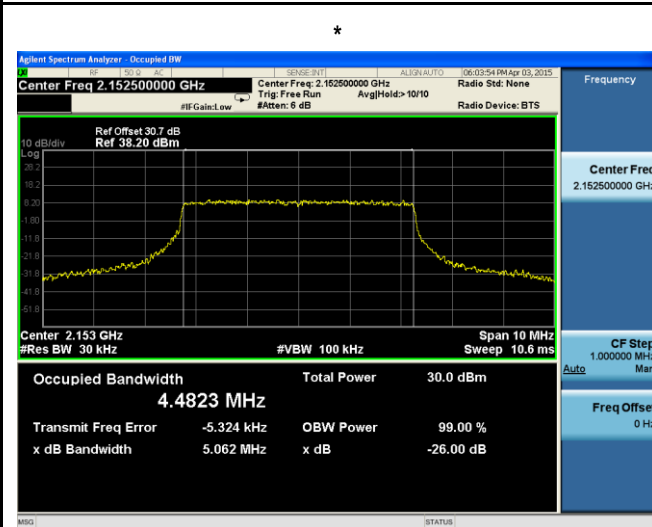 *
Agilent Spectrum Analyzer - Occupied BW
RF 50 Ω AC SENSE:INT ALIGN AUTO 06:03:54 PM Apr 03, 2015
Center Freq 2.152500000 GHz Center Freq: 2.152500000 GHz Radio Std: None
Trig: Free Run Avg|Hold:> 10/10
#IFGain:Low #Atten: 6 dB Radio Device: BTS
Ref Offset 30.7 dB
10 dB/div Ref 38.20 dBm
Log
28.2
18.2
8.20
-1.80
-11.8
-21.8
-31.8
-41.8
-51.8
Center 2.153 GHz Span 10 MHz
#Res BW 30 kHz #VBW 100 kHz Sweep 10.6 ms
Occupied Bandwidth Total Power 30.0 dBm
4.4823 MHz
Transmit Freq Error -5.324 kHz OBW Power 99.00 %
x dB Bandwidth 5.062 MHz x dB -26.00 dB
MSG STATUS
Frequency
Center Freq
2.152500000 GHz
CF Step
1.000000 MHz
Auto Man
Freq Offset
0 Hz